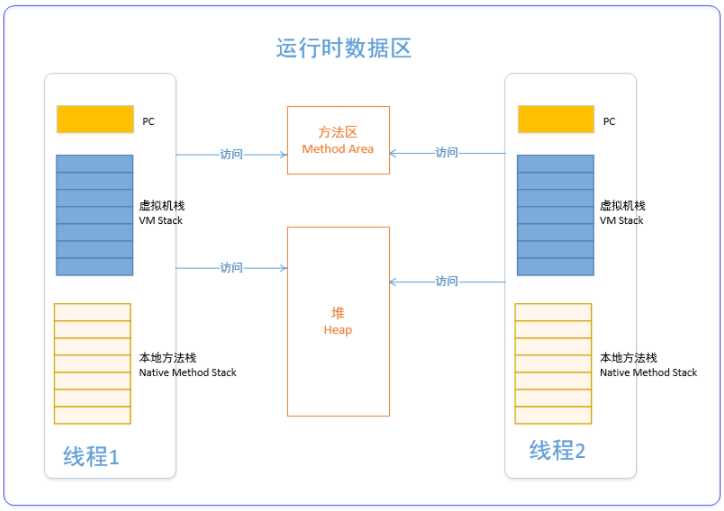 运行时数据区
PC
虚拟机栈
VM Stack
本地方法栈
Native Method Stack
线程1
访问
访问
方法区
Method Area
堆
Heap
访问
访问
PC
虚拟机栈
VM Stack
本地方法栈
Native Method Stack
线程2